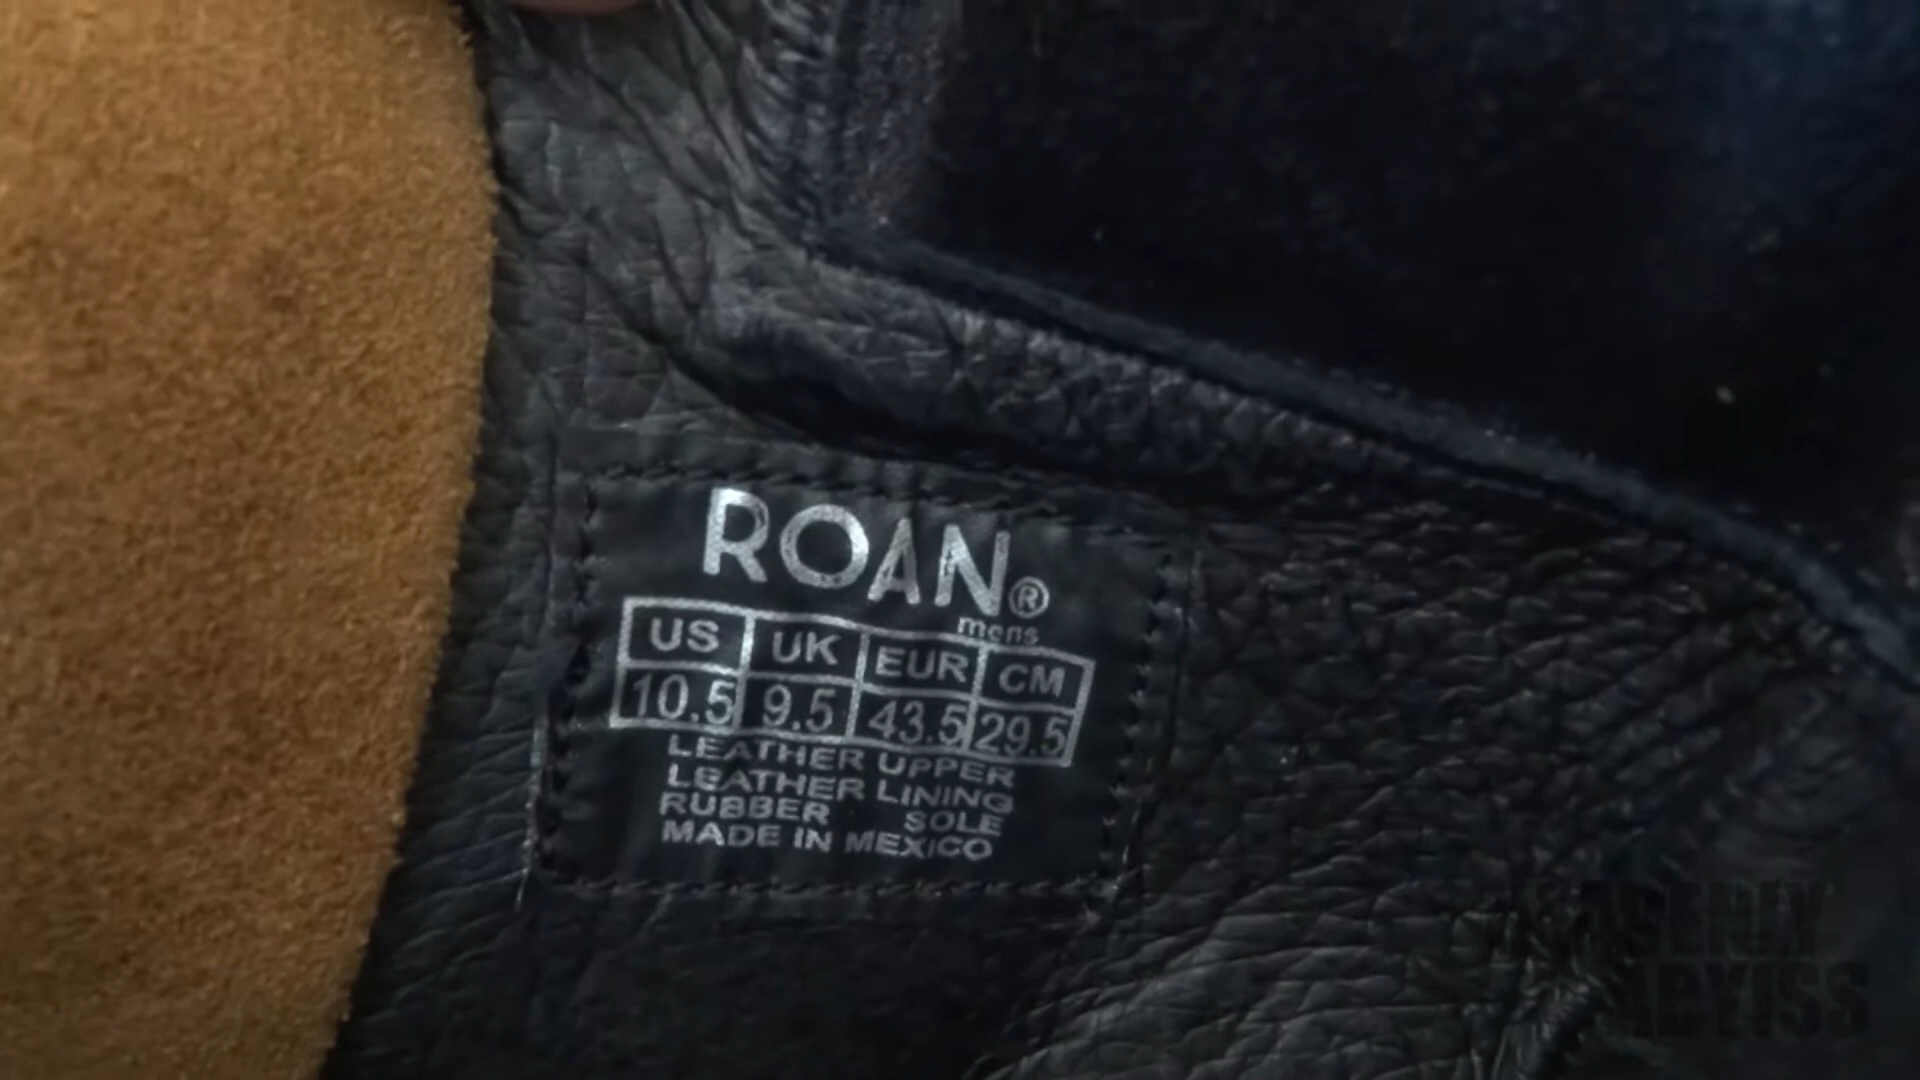 ROAN®
mens
US UK EUR CM
10.5 9.5 43.5 29.5
LEATHER UPPER
LEATHER LINING
RUBBER SOLE
MADE IN MEXICO